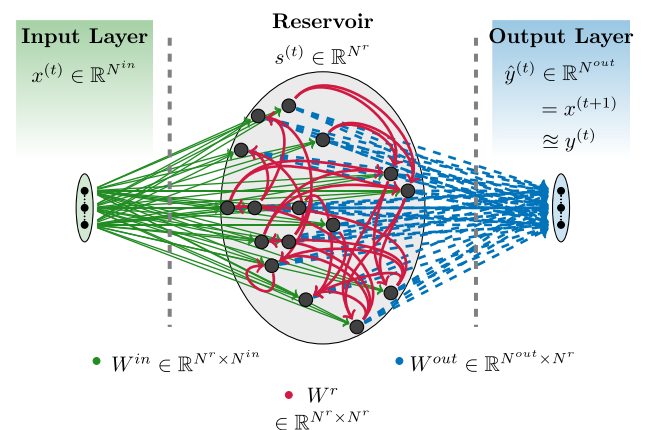 Input Layer
x^{(t)} ∈ ℝ^{N^{in}}
Reservoir
s^{(t)} ∈ ℝ^{N^r}
Output Layer
ŷ^{(t)} ∈ ℝ^{N^{out}}
= x^{(t+1)}
≊ y^{(t)}
W^{in} ∈ ℝ^{N^r×N^{in}}
W^{out} ∈ ℝ^{N^{out}×N^r}
W^r
∈ ℝ^{N^r×N^r}